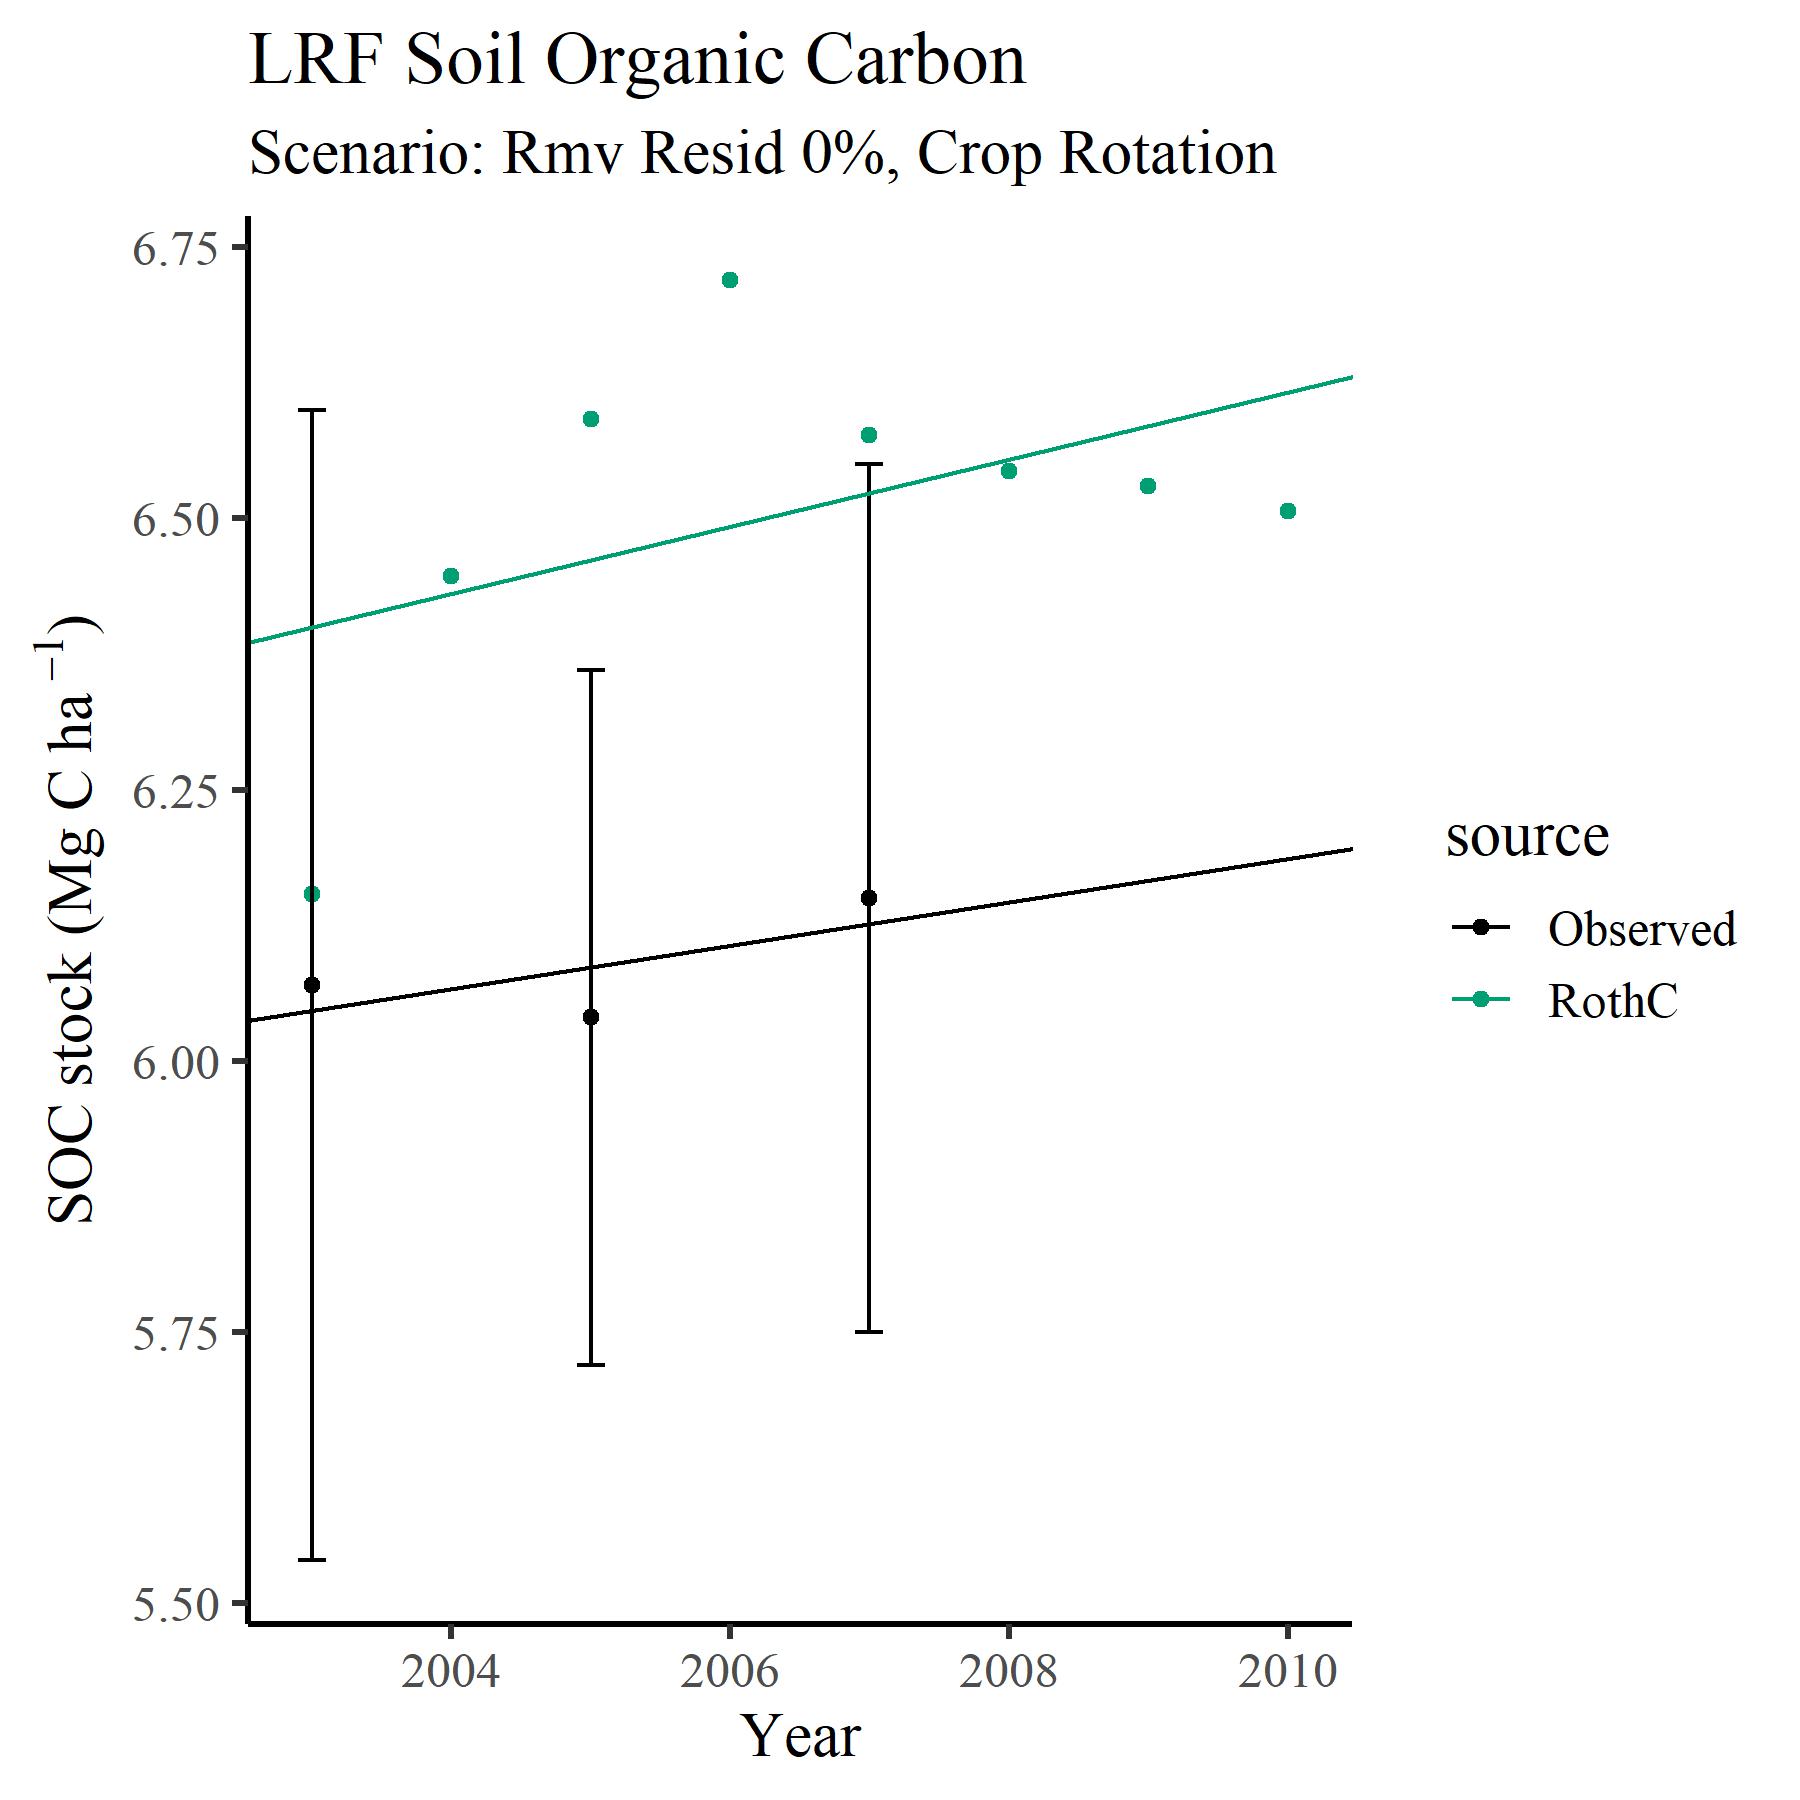 LRF Soil Organic Carbon
Scenario: Rmv Resid 0%, Crop Rotation
SOC stock (Mg C ha⁻¹)
6.75
6.50
6.25
6.00
5.75
5.50
2004 2006 2008 2010
Year
source
Observed
RothC